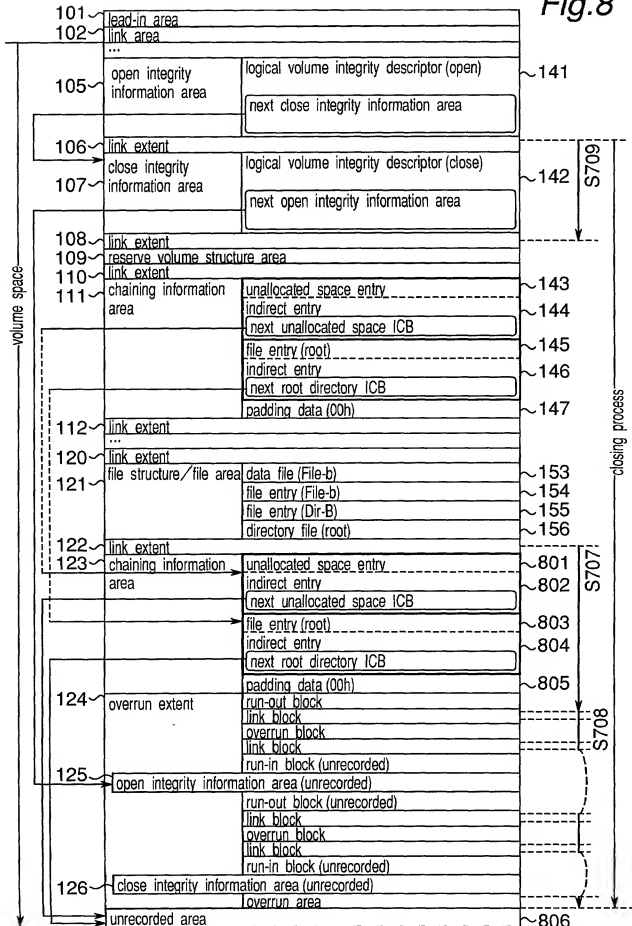 Fig.8
101 lead-in area
102 link area
...
105 open integrity information area
logical volume integrity descriptor (open) 141
next close integrity information area
106 link extent
107 close integrity information area
logical volume integrity descriptor (close) 142
next open integrity information area
S709
108 link extent
109 reserve volume structure area
110 link extent
111 chaining information area
unallocated space entry 143
indirect entry 144
next unallocated space ICB
file entry (root) 145
indirect entry 146
next root directory ICB
padding data (00h) 147
volume space
closing process
112 link extent
...
120 link extent
121 file structure/file area
data file (File-b) 153
file entry (File-b) 154
file entry (Dir-B) 155
directory file (root) 156
122 link extent
123 chaining information area
unallocated space entry 801
indirect entry 802
next unallocated space ICB
S707
file entry (root) 803
indirect entry 804
next root directory ICB
padding data (00h) 805
124 overrun extent
run-out block
link block
overrun block
link block
S708
run-in block (unrecorded)
125 open integrity information area (unrecorded)
run-out block (unrecorded)
link block
overrun block
link block
run-in block (unrecorded)
126 close integrity information area (unrecorded)
overrun area
unrecorded area 806